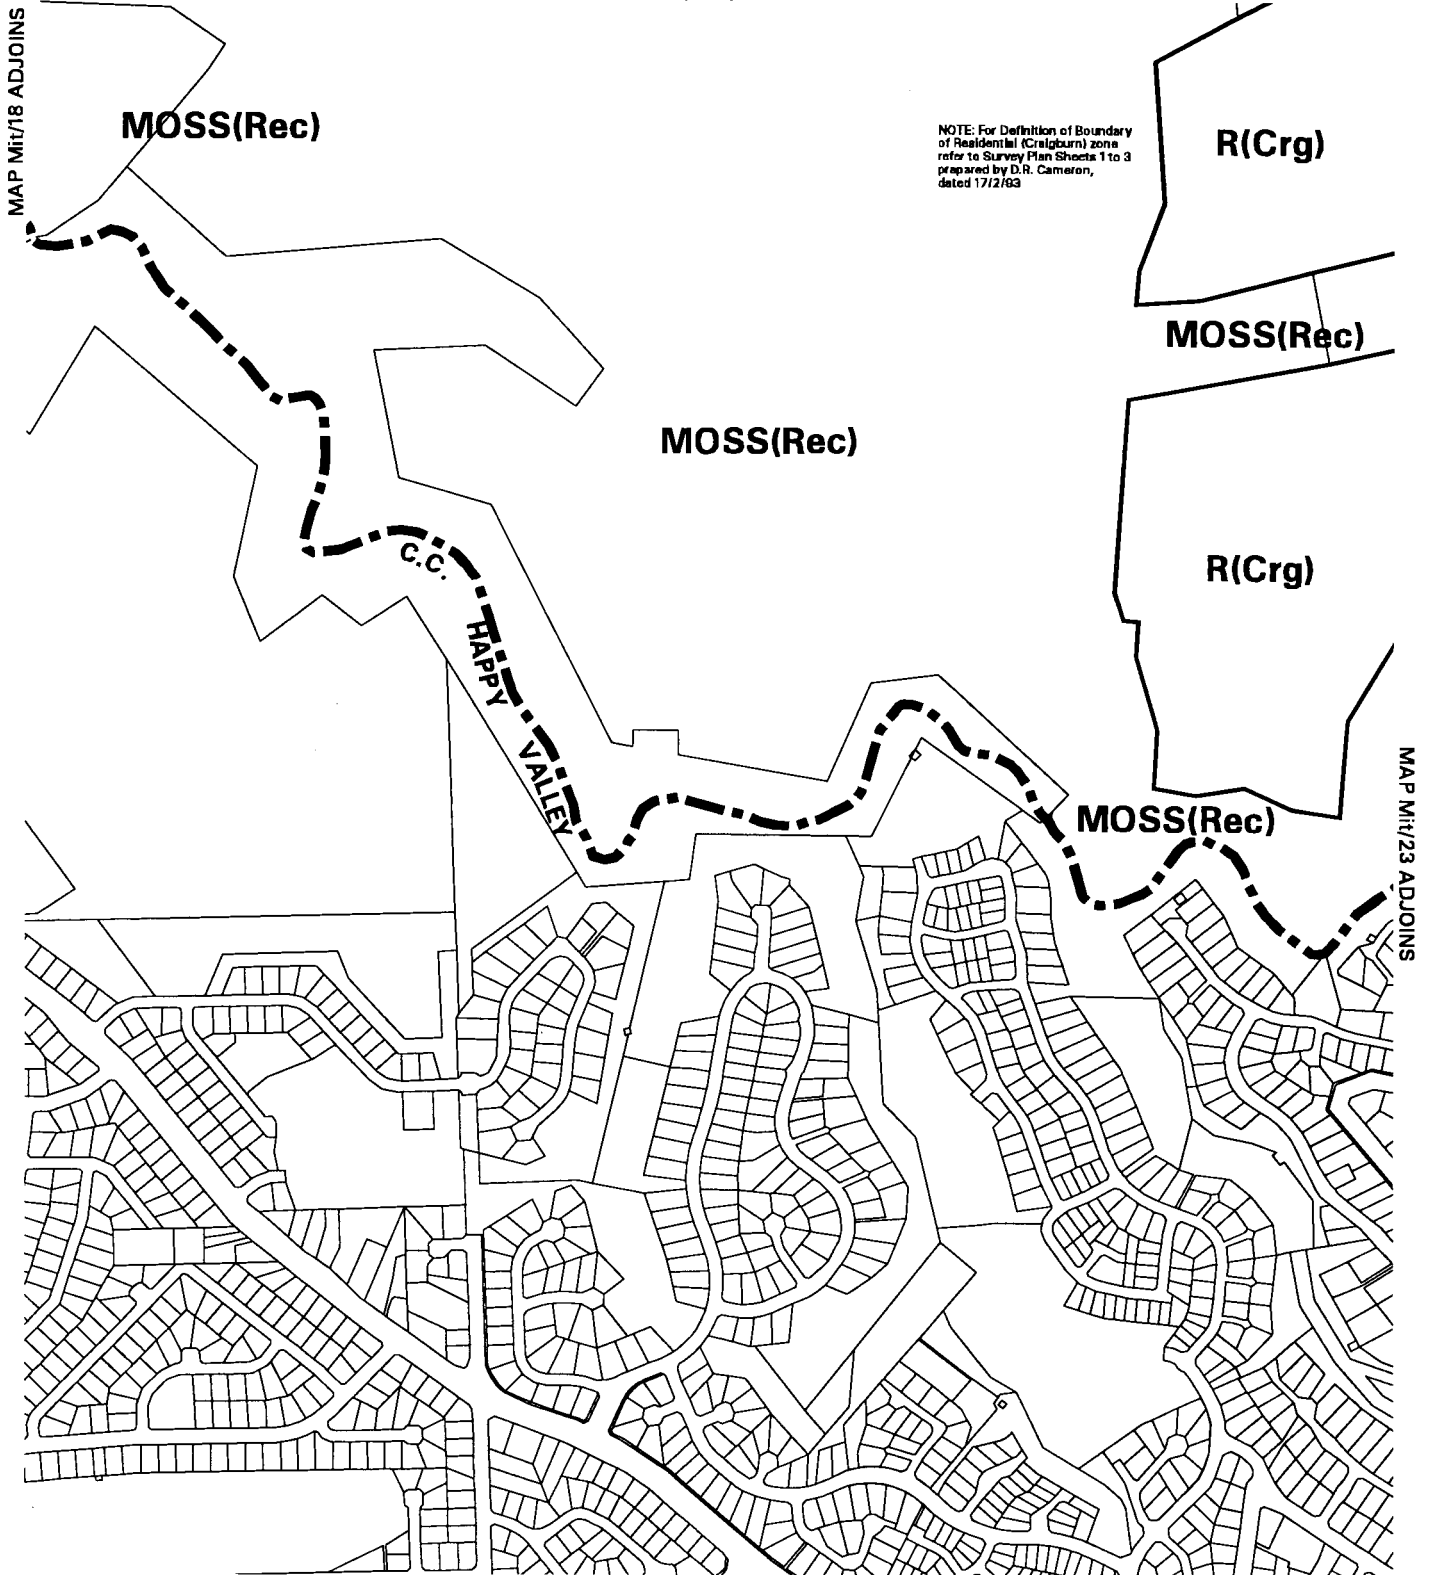 MAP Mit/18 ADJOINS
MOSS(Rec)
NOTE: For Definition of Boundary
of Residential (Craigburn) zone
refer to Survey Plan Sheets 1 to 3
prepared by D.R. Cameron,
dated 17/2/93
R(Crg)
MOSS(Rec)
MOSS(Rec)
R(Crg)
C.C.
HAPPY
VALLEY
MOSS(Rec)
MAP Mit/23 ADJOINS